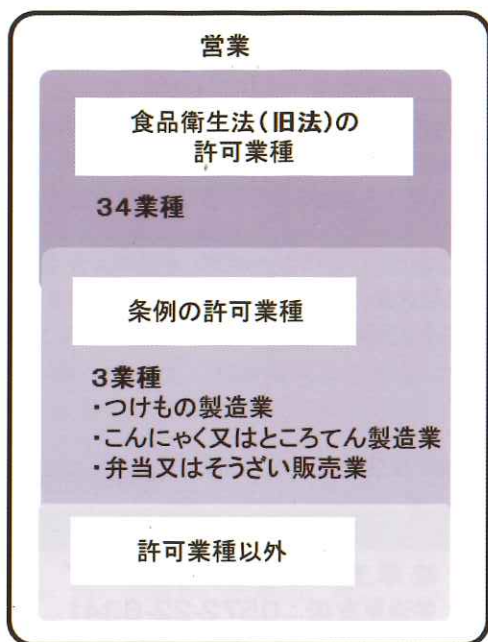 営業
食品衛生法(旧法)の
許可業種
34業種
条例の許可業種
3業種
・つけもの製造業
・こんにゃく又はところてん製造業
・弁当又はそうざい販売業
許可業種以外